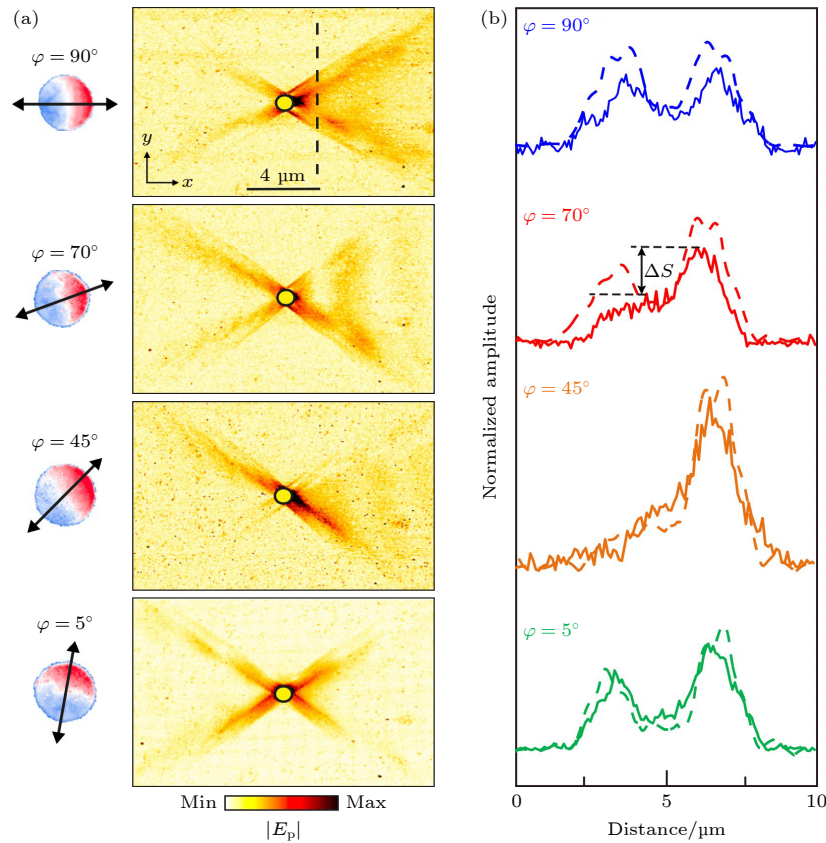 (a)
φ = 90°
y
x
4 µm
φ = 70°
φ = 45°
φ = 5°
Min
Max
|Eₚ|
(b)
φ = 90°
φ = 70°
ΔS
φ = 45°
φ = 5°
Normalized amplitude
0
5
10
Distance/µm